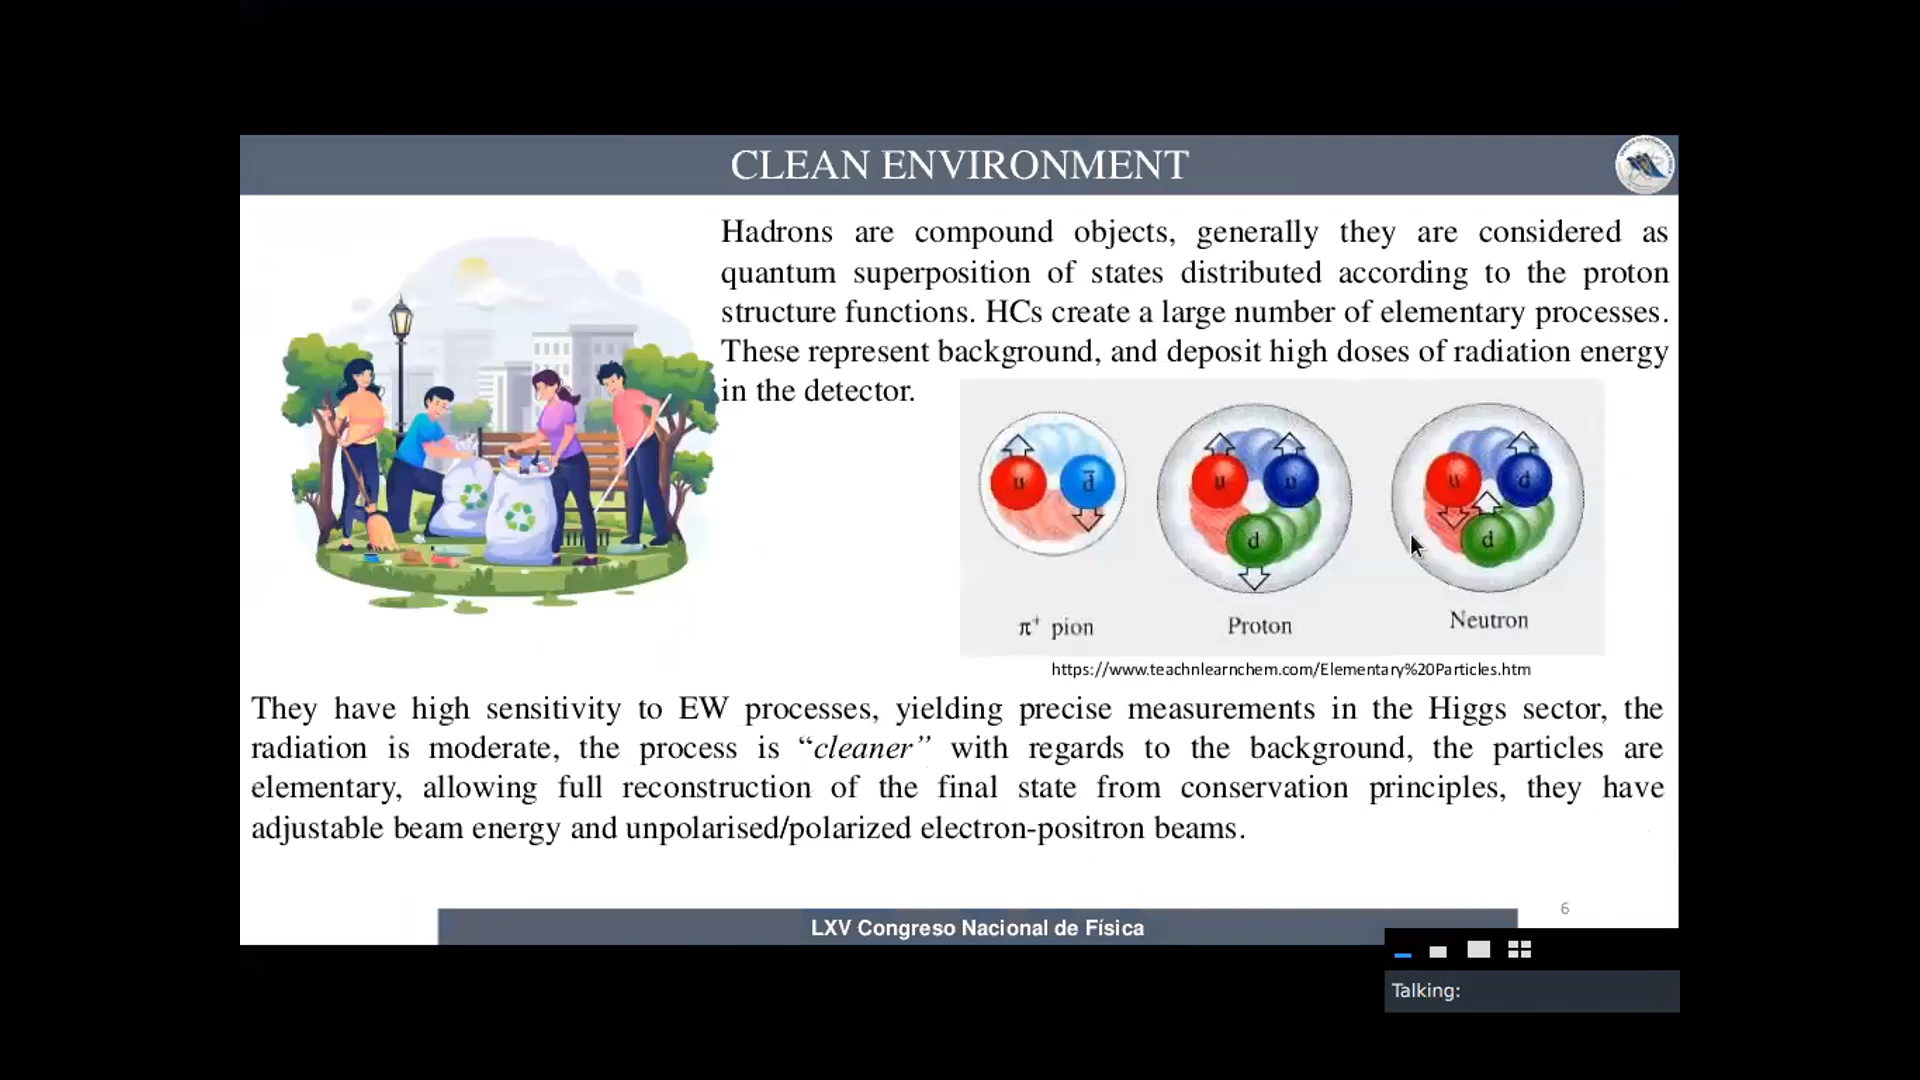 CLEAN ENVIRONMENT
Hadrons are compound objects, generally they are considered as
quantum superposition of states distributed according to the proton
structure functions. HCs create a large number of elementary processes.
These represent background, and deposit high doses of radiation energy
in the detector.
u d̄ u u d u d d
π⁺ pion Proton Neutron
https://www.teachnlearnchem.com/Elementary%20Particles.htm
They have high sensitivity to EW processes, yielding precise measurements in the Higgs sector, the
radiation is moderate, the process is “cleaner” with regards to the background, the particles are
elementary, allowing full reconstruction of the final state from conservation principles, they have
adjustable beam energy and unpolarised/polarized electron-positron beams.
6
LXV Congreso Nacional de Física
Talking: